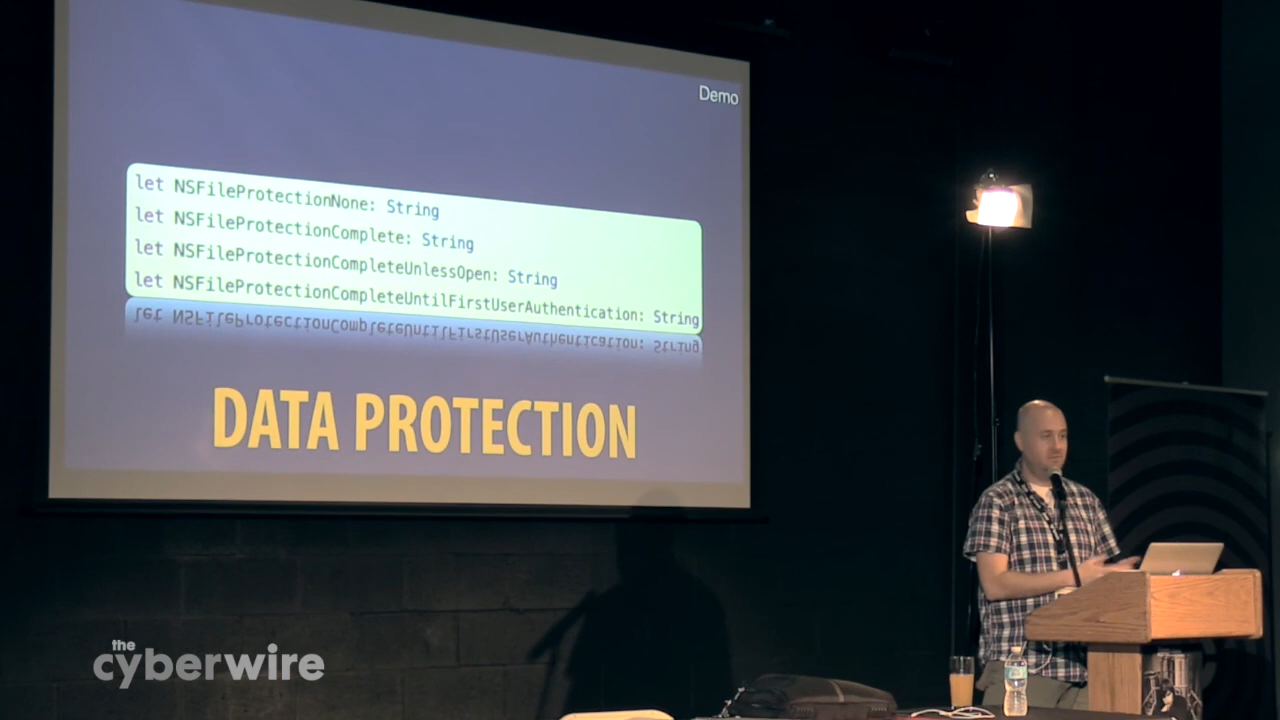 Demo
let NSFileProtectionNone: String
let NSFileProtectionComplete: String
let NSFileProtectionCompleteUnlessOpen: String
let NSFileProtectionCompleteUntilFirstUserAuthentication: String
DATA PROTECTION
the
cyberwire